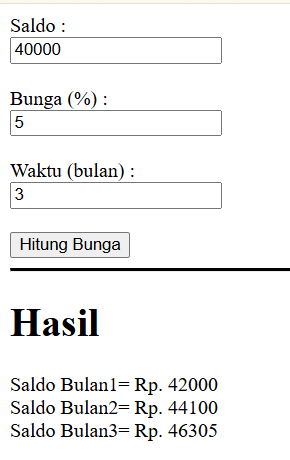 Saldo :
40000
Bunga (%) :
5
Waktu (bulan) :
3
Hitung Bunga
Hasil
Saldo Bulan1= Rp. 42000
Saldo Bulan2= Rp. 44100
Saldo Bulan3= Rp. 46305